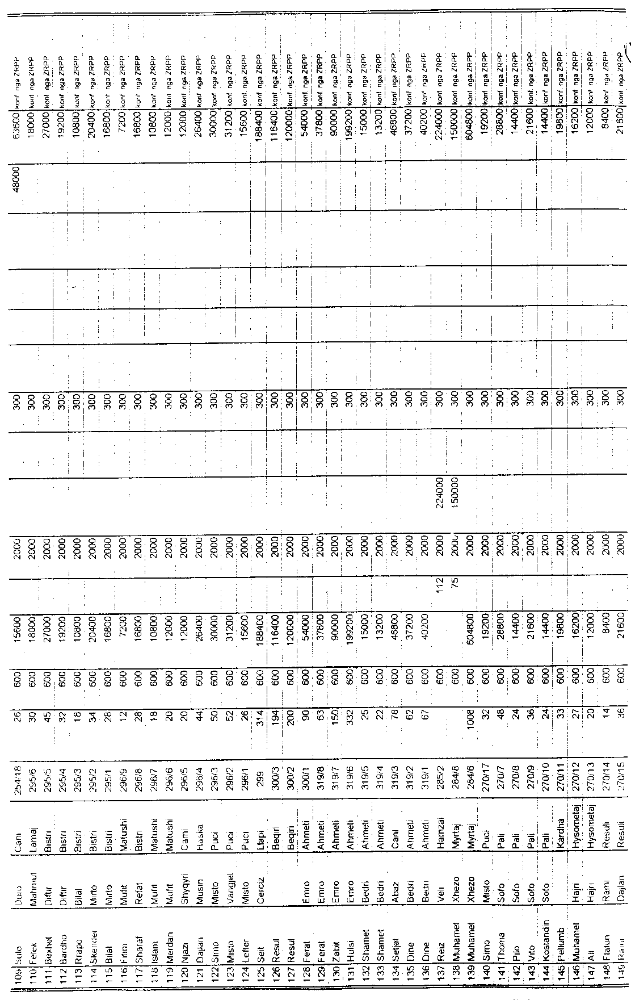 109 Sulo Duro Cani 254/18 26 600 15600 2000 300 48000 63600 konf nga ZRPP
110 Felek Mahmut Lamaj 295/6 30 600 18000 2000 300 18000 konf nga ZRPP
111 Bexhet Diftir Bistri 295/5 45 600 27000 2000 300 27000 konf nga ZRPP
112 Bardho Diftir Bistri 295/4 32 600 19200 2000 300 19200 konf nga ZRPP
113 Rrapo Bilal Bistri 295/3 18 600 10800 2000 300 10800 konf nga ZRPP
114 Skender Mirto Bistri 295/2 34 600 20400 2000 300 20400 konf nga ZRPP
115 Bilal Mirto Bistri 295/1 28 600 16800 2000 300 16800 konf nga ZRPP
116 Fitim Mufit Matushi 296/9 12 600 7200 2000 300 7200 konf nga ZRPP
117 Sharaf Refat Bistri 296/8 28 600 16800 2000 300 16800 konf nga ZRPP
118 Islam Mufit Matushi 296/7 18 600 10800 2000 300 10800 konf nga ZRPP
119 Merdan Mufit Matushi 296/6 20 600 12000 2000 300 12000 konf nga ZRPP
120 Njazi Shyqyri Cami 296/5 20 600 12000 2000 300 12000 konf nga ZRPP
121 Dajlan Musin Haska 296/4 44 600 26400 2000 300 26400 konf nga ZRPP
122 Simo Misto Puci 296/3 50 600 30000 2000 300 30000 konf nga ZRPP
123 Misto Vangjel Puci 296/2 52 600 31200 2000 300 31200 konf nga ZRPP
124 Lefter Misto Puci 296/1 26 600 15600 2000 300 15600 konf nga ZRPP
125 Seit Cerciz Llapi 299 314 600 188400 2000 300 188400 konf nga ZRPP
126 Resul Beqiri 300/3 194 600 116400 2000 300 116400 konf nga ZRPP
127 Resul Beqiri 300/2 200 600 120000 2000 300 120000 konf nga ZRPP
128 Ferat Emro Ahmeti 300/1 90 600 54000 2000 300 54000 konf nga ZRPP
129 Ferat Emro Ahmeti 319/8 63 600 37800 2000 300 37800 konf nga ZRPP
130 Zabit Emro Ahmeti 319/7 150 600 90000 2000 300 90000 konf nga ZRPP
131 Hulsi Emro Ahmeti 319/6 332 600 199200 2000 300 199200 konf nga ZRPP
132 Shamet Bedri Ahmeti 319/5 25 600 15000 2000 300 15000 konf nga ZRPP
133 Shamet Bedri Ahmeti 319/4 22 600 13200 2000 300 13200 konf nga ZRPP
134 Setjat Abaz Cani 319/3 78 600 46800 2000 300 46800 konf nga ZRPP
135 Dine Bedri Ahmeti 319/2 62 600 37200 2000 300 37200 konf nga ZRPP
136 Dine Bedri Ahmeti 319/1 67 600 40200 2000 300 40200 konf nga ZRPP
137 Reiz Veli Hamzai 285/2 600 112 2000 224000 300 224000 konf nga ZRPP
138 Muhamet Xhezo Myrtaj 284/8 600 75 2000 150000 300 150000 konf nga ZRPP
139 Muhamet Xhezo Myrtaj 284/6 1008 600 604800 2000 300 604800 konf nga ZRPP
140 Simo Misto Puci 270/17 32 600 19200 2000 300 19200 konf nga ZRPP
141 Thoma Sofo Pali 270/7 48 600 28800 2000 300 28800 konf nga ZRPP
142 Pilo Sofo Pali 270/8 24 600 14400 2000 300 14400 konf nga ZRPP
143 Vito Sofo Pali 270/9 36 600 21600 2000 300 21600 konf nga ZRPP
144 Kostandin Sofo Pali 270/10 24 600 14400 2000 300 14400 konf nga ZRPP
145 Pellumb Kardha 270/11 33 600 19800 2000 300 19800 konf nga ZRPP
146 Muhamet Hajri Hysometaj 270/12 27 600 16200 2000 300 16200 konf nga ZRPP
147 Ali Hajri Hysometaj 270/13 20 600 12000 2000 300 12000 konf nga ZRPP
148 Flatun Rami Resuli 270/14 14 600 8400 2000 300 8400 konf nga ZRPP
149 Rami Dajlan Resuli 270/15 36 600 21600 2000 300 21600 konf nga ZRPP